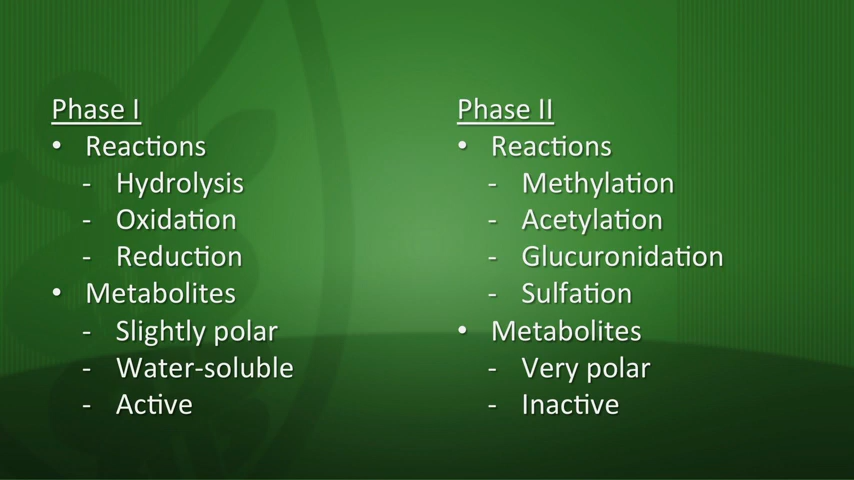 Phase I
• Reactions
- Hydrolysis
- Oxidation
- Reduction
• Metabolites
- Slightly polar
- Water-soluble
- Active
Phase II
• Reactions
- Methylation
- Acetylation
- Glucuronidation
- Sulfation
• Metabolites
- Very polar
- Inactive